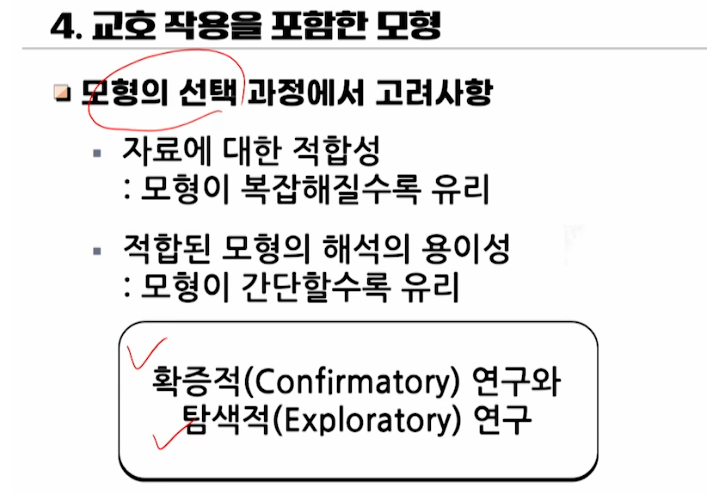 4. 교호 작용을 포함한 모형
모형의 선택 과정에서 고려사항
자료에 대한 적합성
: 모형이 복잡해질수록 유리
적합된 모형의 해석의 용이성
: 모형이 간단할수록 유리
확증적(Confirmatory) 연구와
탐색적(Exploratory) 연구